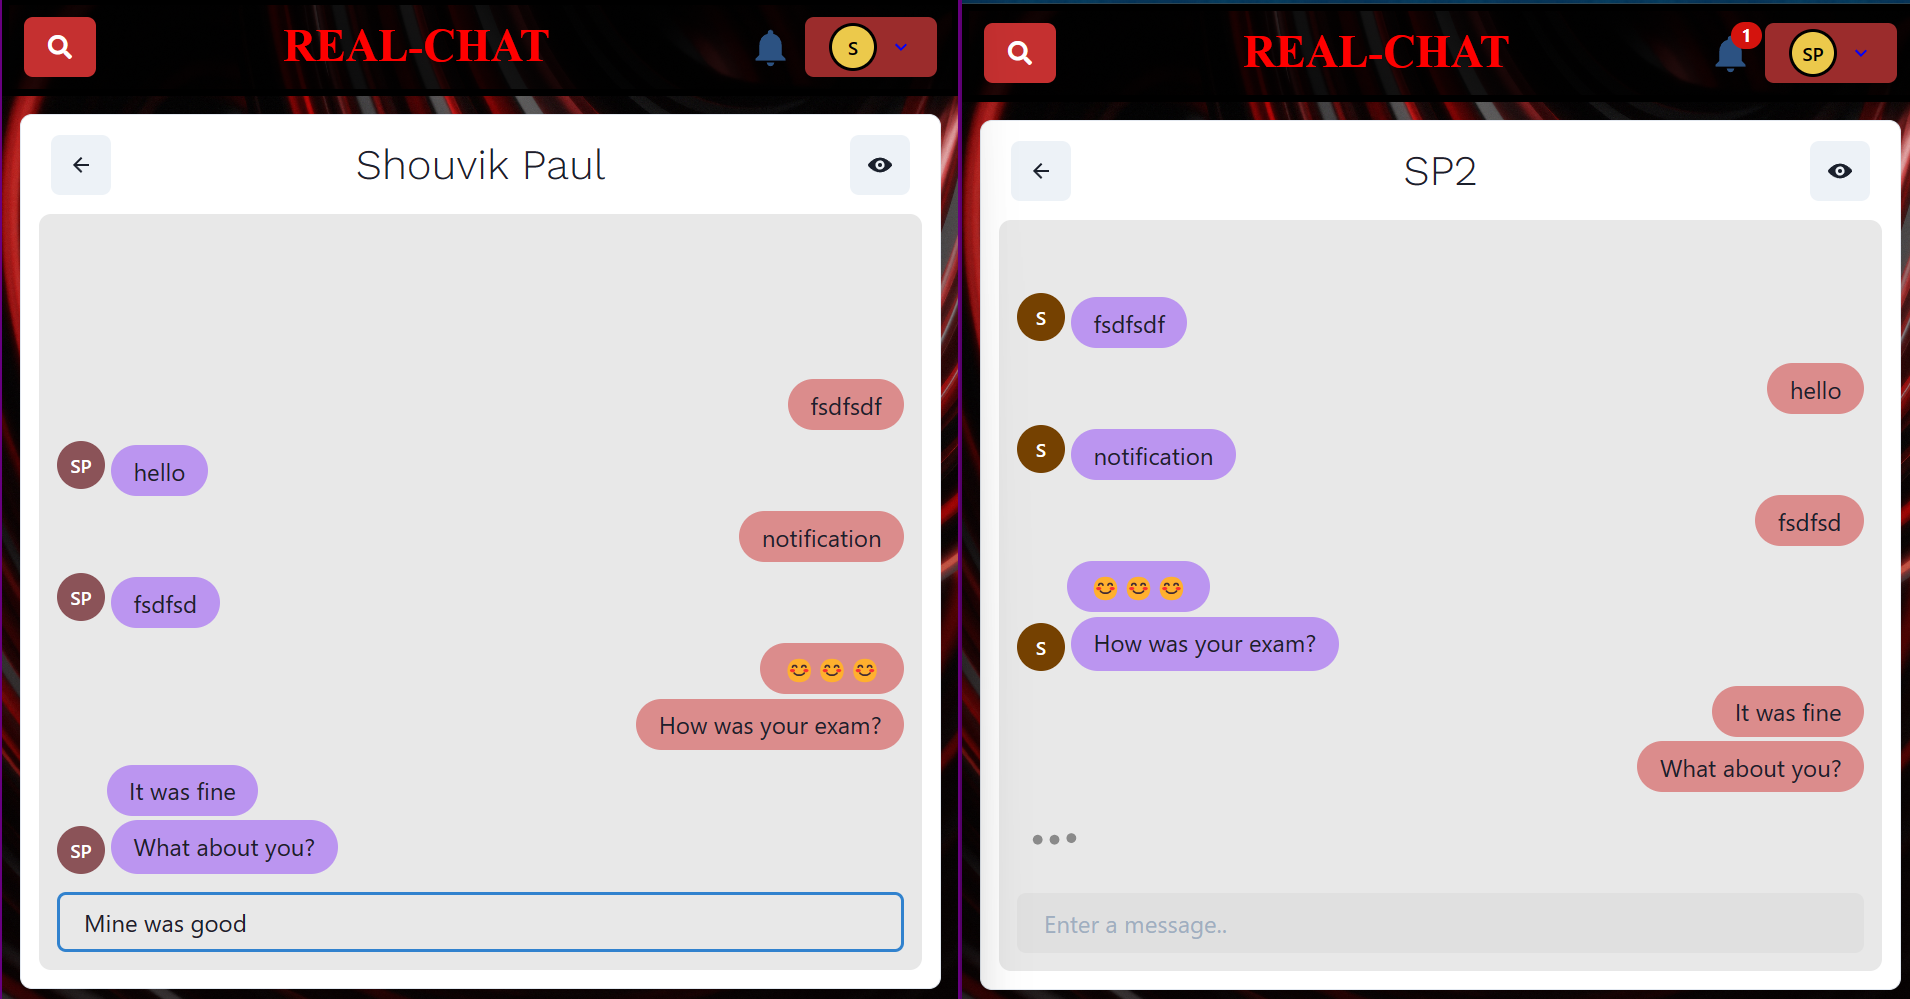 REAL-CHAT
S
Shouvik Paul
fsdfsdf
SP
hello
notification
SP
fsdfsd
😊 😊 😊
How was your exam?
It was fine
SP
What about you?
Mine was good
REAL-CHAT
1
SP
SP2
S
fsdfsdf
hello
S
notification
fsdfsd
😊 😊 😊
S
How was your exam?
It was fine
What about you?
Enter a message..